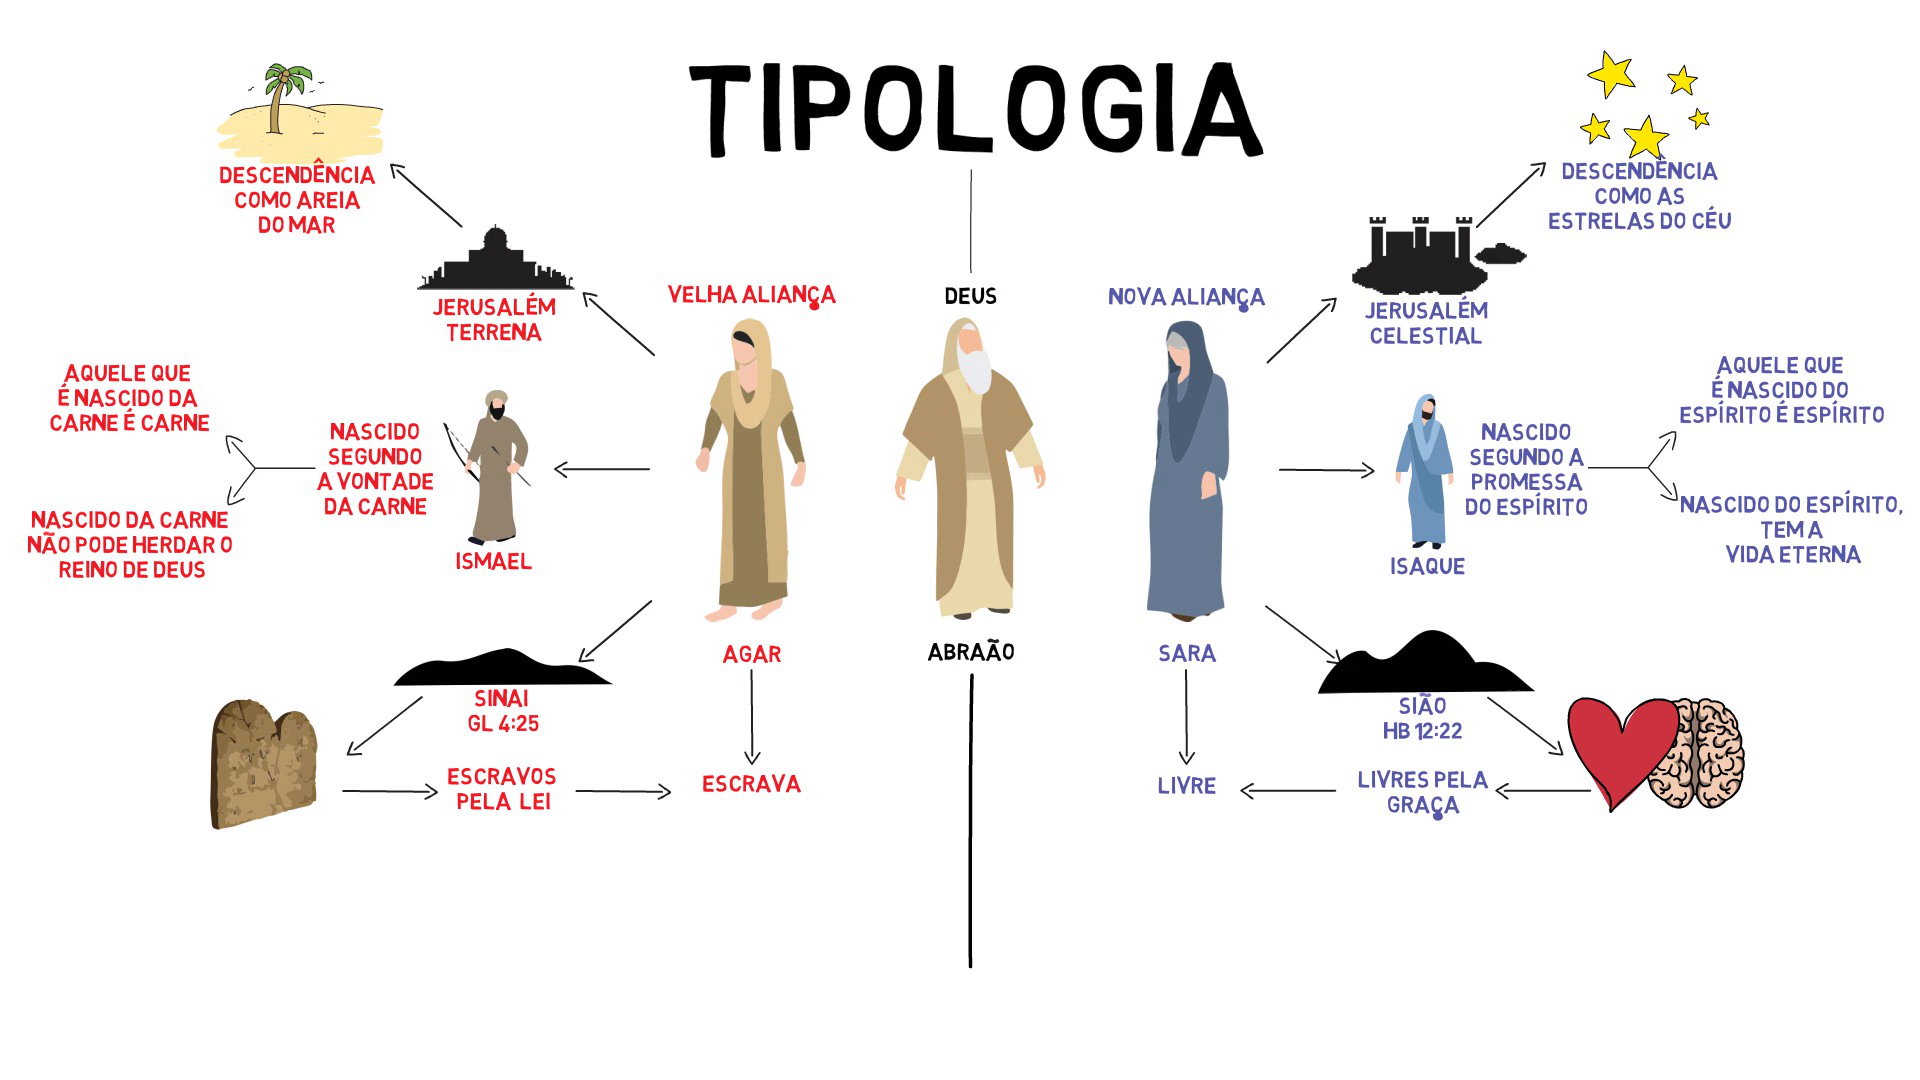 TIPOLOGIA
DESCENDÊNCIA
COMO AREIA
DO MAR
JERUSALÉM
TERRENA
VELHA ALIANÇA
AQUELE QUE
É NASCIDO DA
CARNE É CARNE
NASCIDO DA CARNE
NÃO PODE HERDAR O
REINO DE DEUS
NASCIDO
SEGUNDO
A VONTADE
DA CARNE
ISMAEL
SINAI
GL 4:25
AGAR
ESCRAVOS
PELA LEI
ESCRAVA
DEUS
ABRAÃO
NOVA ALIANÇA
DESCENDÊNCIA
COMO AS
ESTRELAS DO CÉU
JERUSALÉM
CELESTIAL
ISAQUE
NASCIDO
SEGUNDO A
PROMESSA
DO ESPÍRITO
AQUELE QUE
É NASCIDO DO
ESPÍRITO É ESPÍRITO
NASCIDO DO ESPÍRITO,
TEM A
VIDA ETERNA
SARA
SIÃO
HB 12:22
LIVRE
LIVRES PELA
GRAÇA